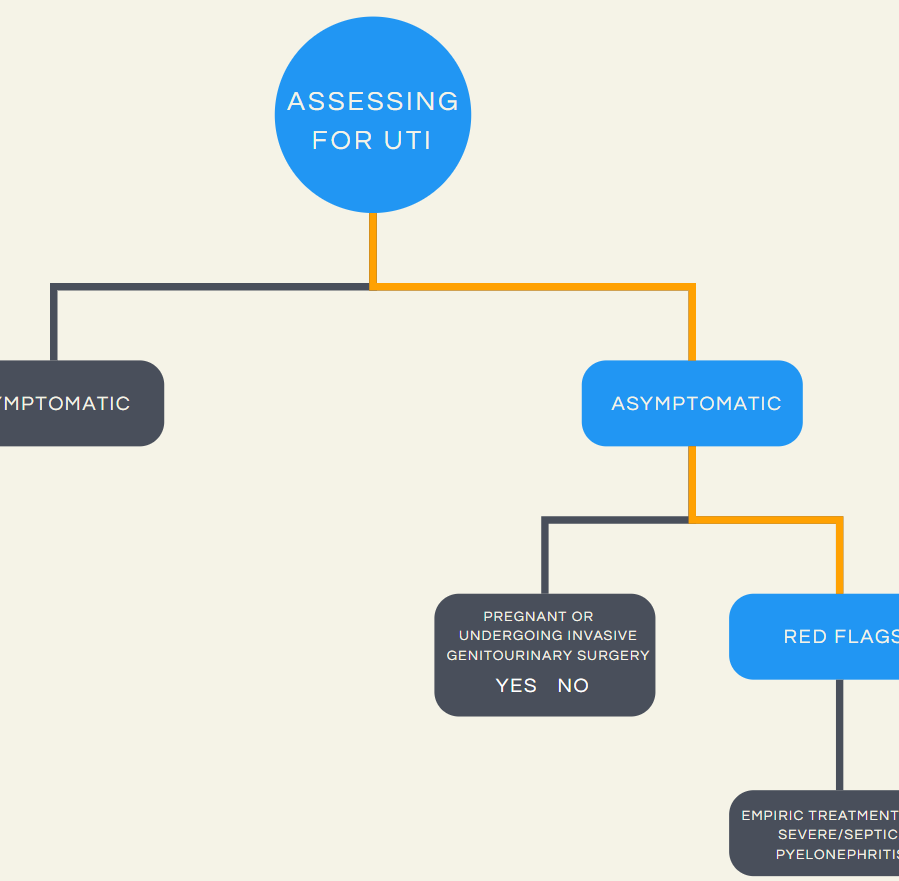 ASSESSING
FOR UTI
YMPTOMATIC
ASYMPTOMATIC
PREGNANT OR
UNDERGOING INVASIVE
GENITOURINARY SURGERY
YES NO
RED FLAGS
EMPIRIC TREATMENT
SEVERE/SEPTIC
PYELONEPHRITIS